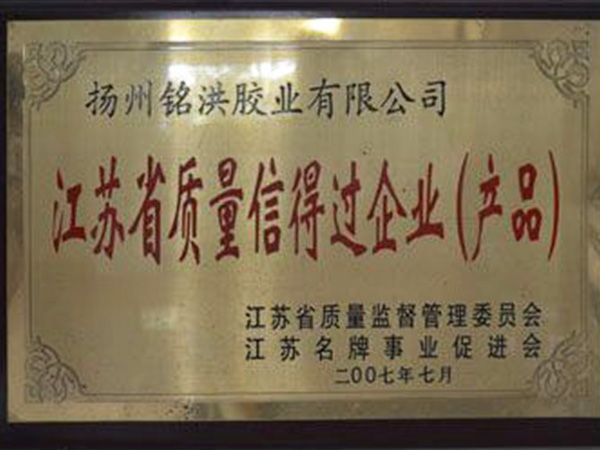 扬州铭洪胶业有限公司
江苏省质量信得过企业(产品)
江苏省质量监督管理委员会
江苏名牌事业促进会
二00七年七月